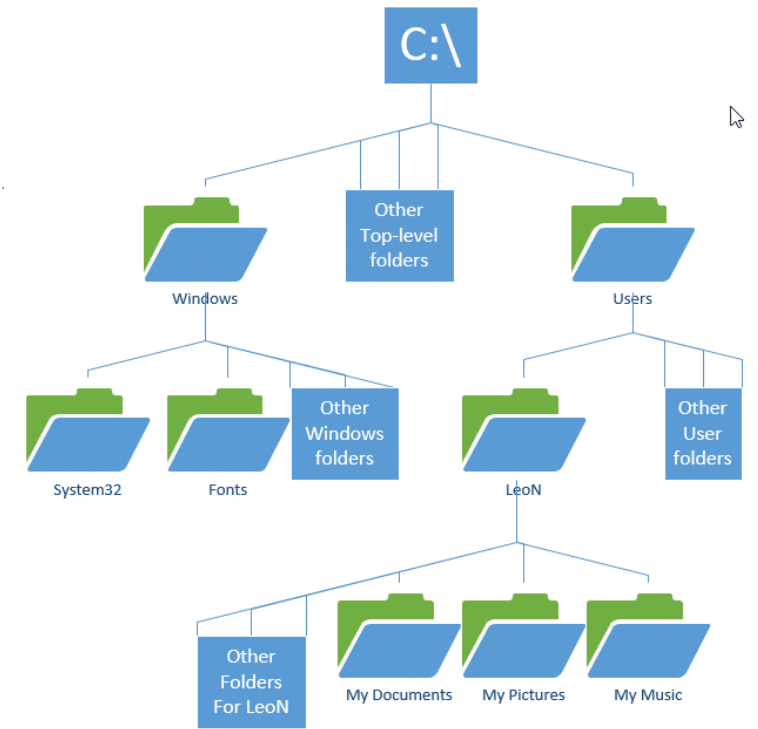 C:\
Other
Top-level
folders
Windows
Users
Other
Windows
folders
Other
User
folders
System32
Fonts
LeoN
Other
Folders
For LeoN
My Documents
My Pictures
My Music